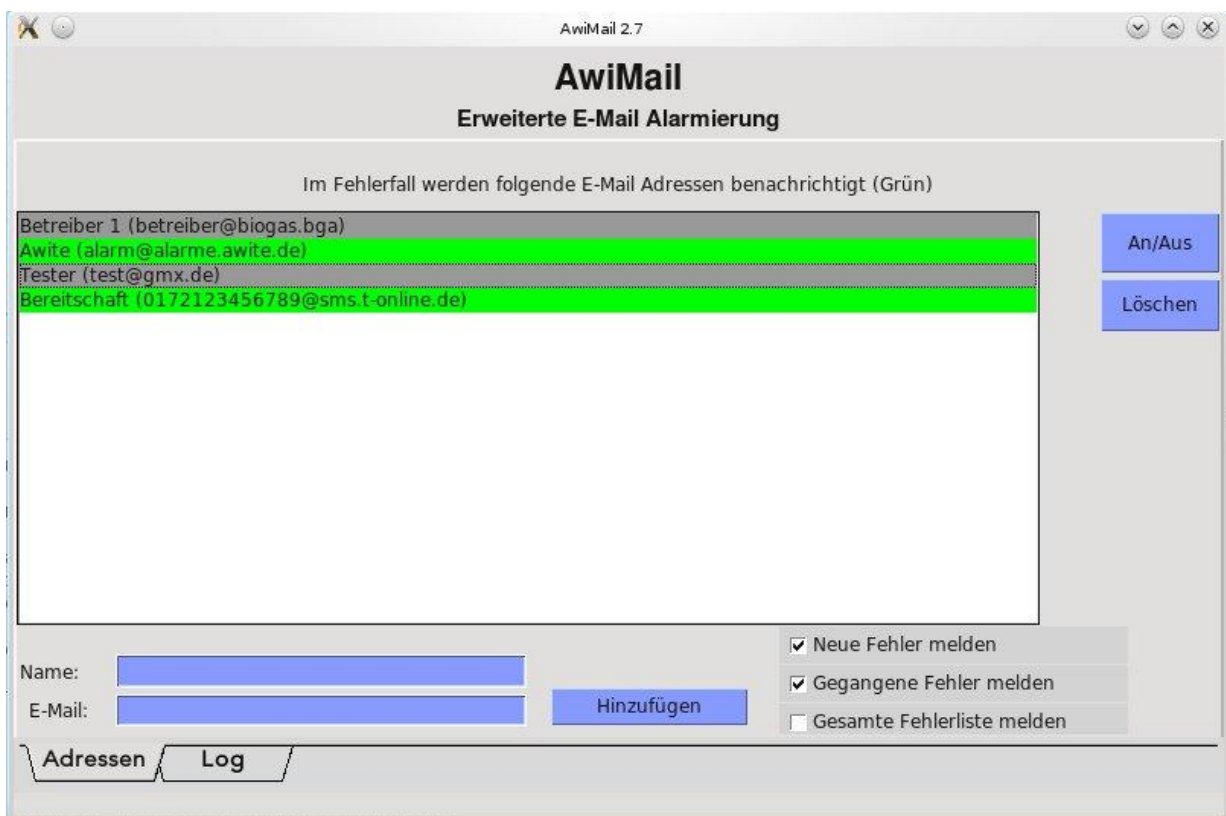 AwiMail 2.7
AwiMail
Erweiterte E-Mail Alarmierung
Im Fehlerfall werden folgende E-Mail Adressen benachrichtigt (Grün)
Betreiber 1 (betreiber@biogas.bga)
Awite (alarm@alarme.awite.de)
Tester (test@gmx.de)
Bereitschaft (0172123456789@sms.t-online.de)
An/Aus
Löschen
Name:
E-Mail:
Hinzufügen
Neue Fehler melden
Gegangene Fehler melden
Gesamte Fehlerliste melden
Adressen Log